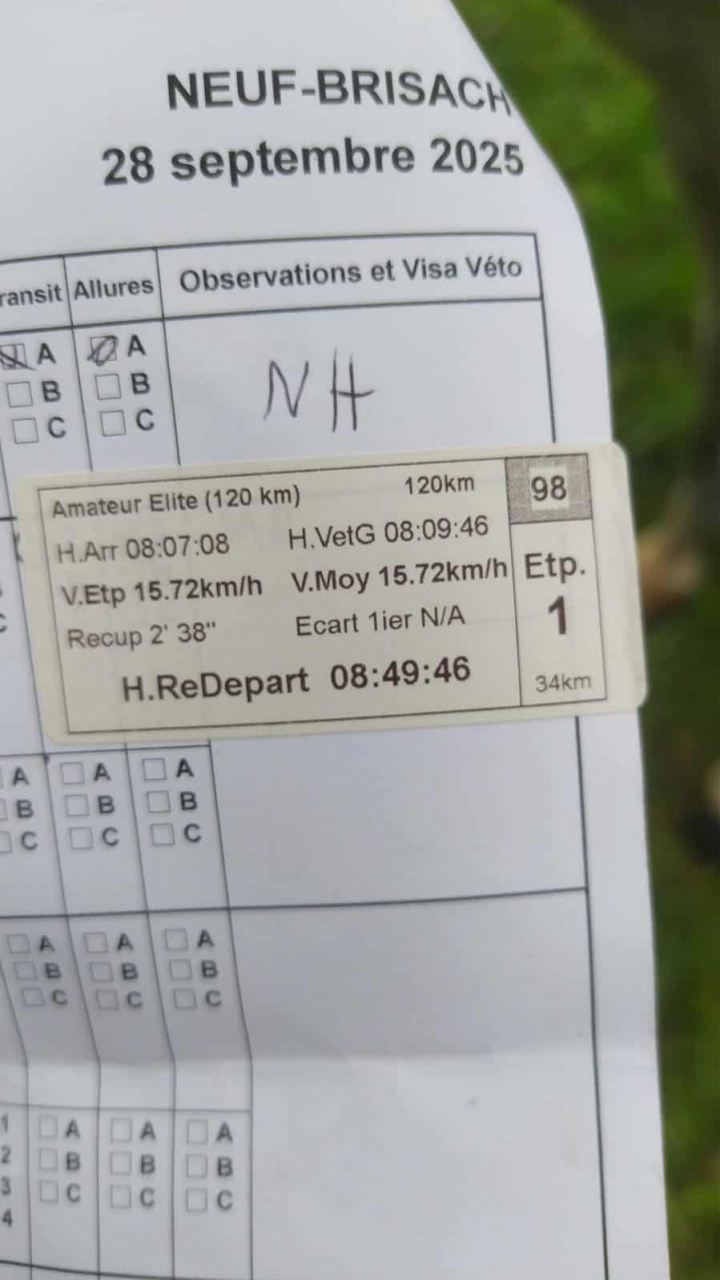 NEUF-BRISACH
28 septembre 2025
ransit Allures Observations et Visa Véto
A A
B B
C C
NH
Amateur Elite (120 km) 120km 98
H.Arr 08:07:08 H.VetG 08:09:46
V.Etp 15.72km/h V.Moy 15.72km/h Etp.
Recup 2' 38" Ecart 1ier N/A 1
H.ReDepart 08:49:46 34km
A A A
B B B
C C C
A A A
B B B
C C C
1 A A A
2 B B B
3 C C C
4